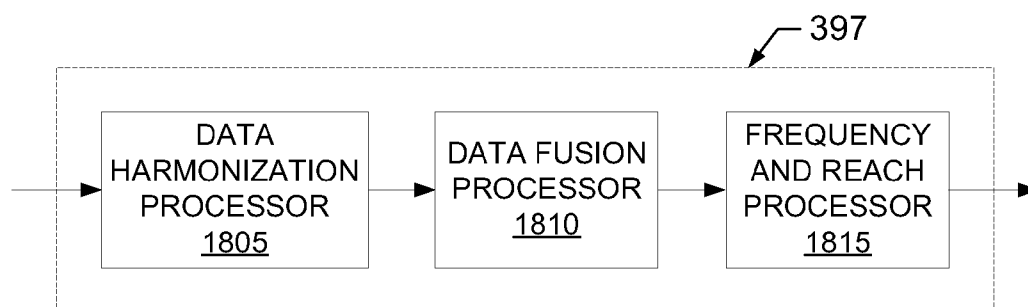 397
DATA
HARMONIZATION
PROCESSOR
1805
DATA FUSION
PROCESSOR
1810
FREQUENCY
AND REACH
PROCESSOR
1815